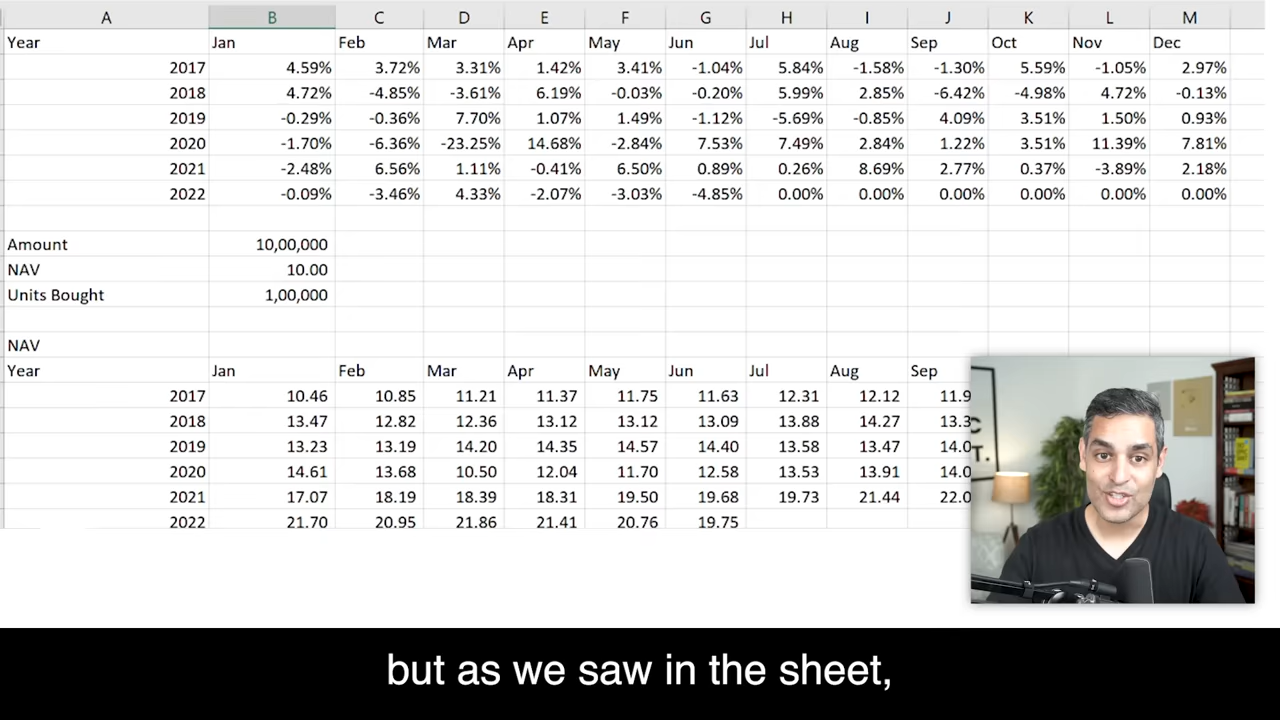 A B C D E F G H I J K L M
Year Jan Feb Mar Apr May Jun Jul Aug Sep Oct Nov Dec
2017 4.59% 3.72% 3.31% 1.42% 3.41% -1.04% 5.84% -1.58% -1.30% 5.59% -1.05% 2.97%
2018 4.72% -4.85% -3.61% 6.19% -0.03% -0.20% 5.99% 2.85% -6.42% -4.98% 4.72% -0.13%
2019 -0.29% -0.36% 7.70% 1.07% 1.49% -1.12% -5.69% -0.85% 4.09% 3.51% 1.50% 0.93%
2020 -1.70% -6.36% -23.25% 14.68% -2.84% 7.53% 7.49% 2.84% 1.22% 3.51% 11.39% 7.81%
2021 -2.48% 6.56% 1.11% -0.41% 6.50% 0.89% 0.26% 8.69% 2.77% 0.37% -3.89% 2.18%
2022 -0.09% -3.46% 4.33% -2.07% -3.03% -4.85% 0.00% 0.00% 0.00% 0.00% 0.00% 0.00%
Amount 10,00,000
NAV 10.00
Units Bought 1,00,000
NAV
Year Jan Feb Mar Apr May Jun Jul Aug Sep
2017 10.46 10.85 11.21 11.37 11.75 11.63 12.31 12.12 11.9
2018 13.47 12.82 12.36 13.12 13.12 13.09 13.88 14.27 13.3
2019 13.23 13.19 14.20 14.35 14.57 14.40 13.58 13.47 14.0
2020 14.61 13.68 10.50 12.04 11.70 12.58 13.53 13.91 14.0
2021 17.07 18.19 18.39 18.31 19.50 19.68 19.73 21.44 22.0
2022 21.70 20.95 21.86 21.41 20.76 19.75
but as we saw in the sheet,